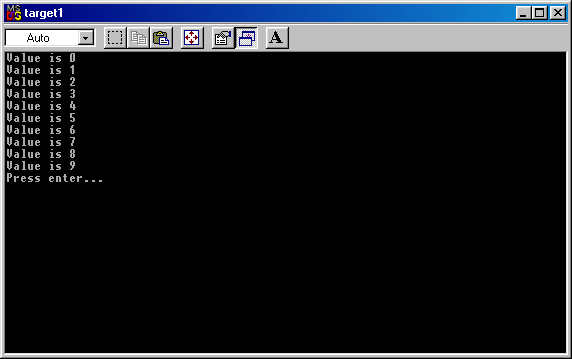 target1
Auto
A
Value is 0
Value is 1
Value is 2
Value is 3
Value is 4
Value is 5
Value is 6
Value is 7
Value is 8
Value is 9
Press enter...